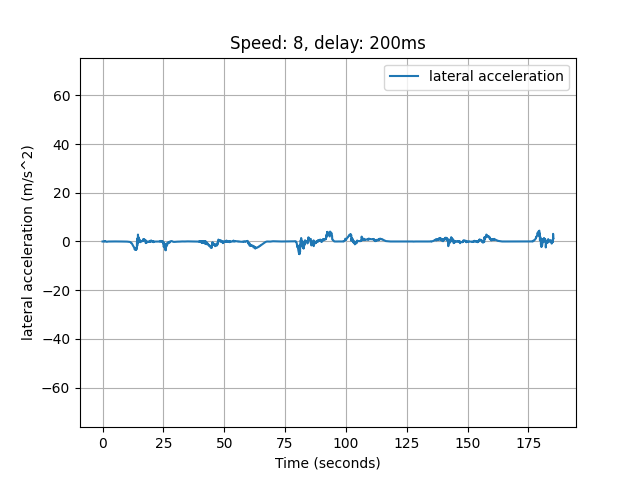 Speed: 8, delay: 200ms
lateral acceleration
60
40
20
0
−20
−40
−60
lateral acceleration (m/s^2)
0 25 50 75 100 125 150 175
Time (seconds)